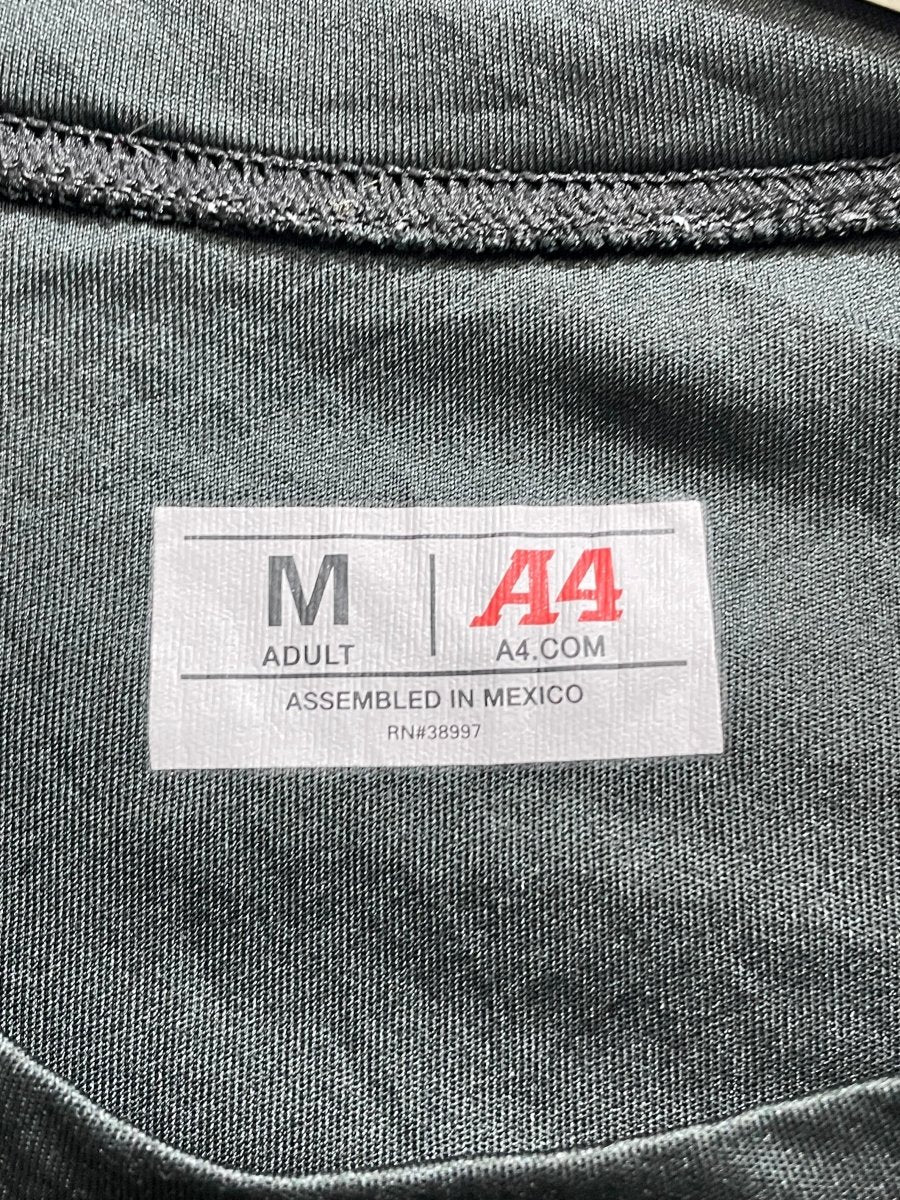 M
ADULT
A4
A4.COM
ASSEMBLED IN MEXICO
RN#38997